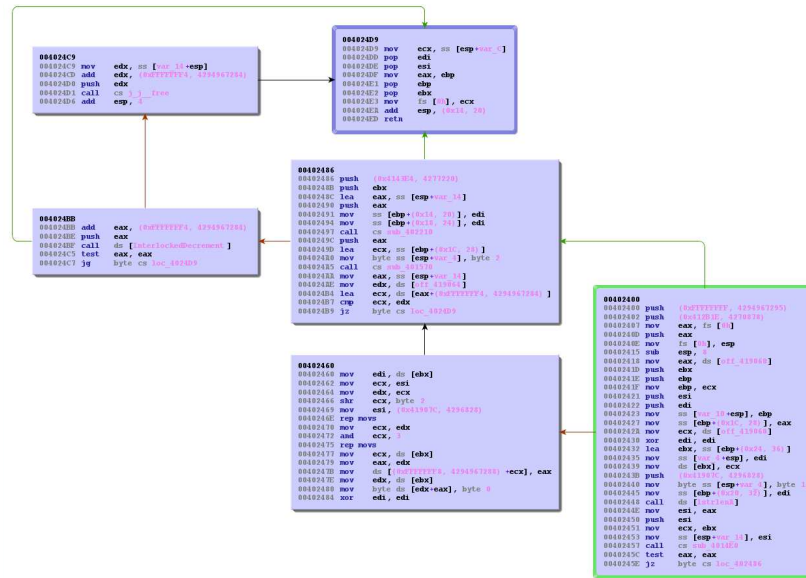 004024C9
004024C9 mov edx, ss [var_14+esp]
004024CD add edx, (0xFFFFFFF4, 4294967284)
004024D0 push edx
004024D1 call cs j_j__free
004024D6 add esp, 4
004024D9
004024D9 mov ecx, ss [esp+var_C]
004024DD pop edi
004024DE pop esi
004024DF mov eax, ebp
004024E1 pop ebp
004024E2 pop ebx
004024E3 mov fs [0h], ecx
004024EA add esp, (0x14, 20)
004024ED retn
00402486
00402486 push (0x4143E4, 4277220)
0040248B push ebx
0040248C lea eax, ss [esp+var_14]
00402490 push eax
00402491 mov ss [ebp+(0x14, 20)], edi
00402494 mov ss [ebp+(0x18, 24)], edi
00402497 call cs sub_402210
0040249C push eax
0040249D lea ecx, ss [ebp+(0x1C, 28)]
004024A0 mov byte ss [esp+var_4], byte 2
004024A5 call cs sub_401570
004024AA mov eax, ss [esp+var_14]
004024AE mov edx, ds [off_419064]
004024B4 lea ecx, ds [eax+(0xFFFFFFF4, 4294967284)]
004024B7 cmp ecx, edx
004024B9 jz byte cs loc_4024D9
004024BB
004024BB add eax, (0xFFFFFFF4, 4294967284)
004024BE push eax
004024BF call ds [InterlockedDecrement]
004024C5 test eax, eax
004024C7 jg byte cs loc_4024D9
00402460
00402460 mov edi, ds [ebx]
00402462 mov ecx, esi
00402464 mov edx, ecx
00402466 shr ecx, byte 2
00402469 mov esi, (0x41907C, 4296828)
0040246E rep movs
00402470 mov ecx, edx
00402472 and ecx, 3
00402475 rep movs
00402477 mov ecx, ds [ebx]
00402479 mov eax, edx
0040247B mov ds [(0xFFFFFFF8, 4294967288) +ecx], eax
0040247E mov edx, ds [ebx]
00402480 mov byte ds [edx+eax], byte 0
00402484 xor edi, edi
00402400
00402400 push (0xFFFFFFFF, 4294967295)
00402402 push
00402407 mov eax, fs [0h]
0040240D push eax
0040240E mov fs [0h], esp
00402415 sub esp, 8
00402418 mov eax, ds [off_419060]
0040241D push ebx
0040241E push ebp
0040241F mov ebp, ecx
00402421 push esi
00402422 push edi
00402423 mov ss [var_10+esp], ebp
00402427 mov ss [ebp+(0x1C, 28)], eax
0040242A mov ecx, ds [off_419060]
00402430 xor edi, edi
00402432 lea ebx, ss [ebp+(0x24, 36)]
00402435 mov ss [var_4+esp], edi
00402439 mov ds [ebx], ecx
0040243B push (0x41907C, 4296828)
00402440 mov byte ss [esp+var_4], byte 1
00402445 mov ss [ebp+(0x20, 32)], edi
00402448 call ds [lstrlenA]
0040244E mov esi, eax
00402450 push esi
00402451 mov ecx, ebx
00402453 mov ss [esp+var_14], esi
00402457 call cs
0040245C test eax, eax
0040245E jz byte cs loc_402486